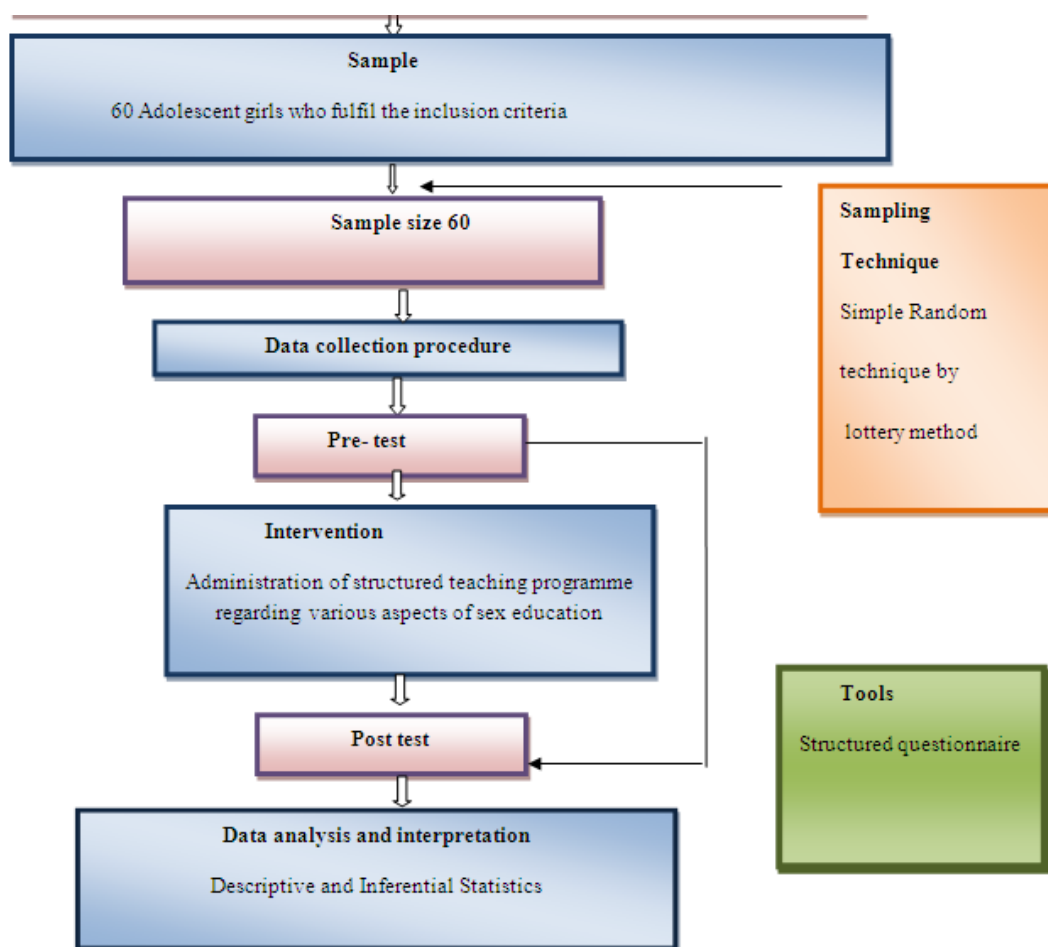 Sample
60 Adolescent girls who fulfil the inclusion criteria
Sample size 60
Sampling
Technique
Simple Random
technique by
lottery method
Data collection procedure
Pre- test
Intervention
Administration of structured teaching programme
regarding various aspects of sex education
Tools
Structured questionnaire
Post test
Data analysis and interpretation
Descriptive and Inferential Statistics